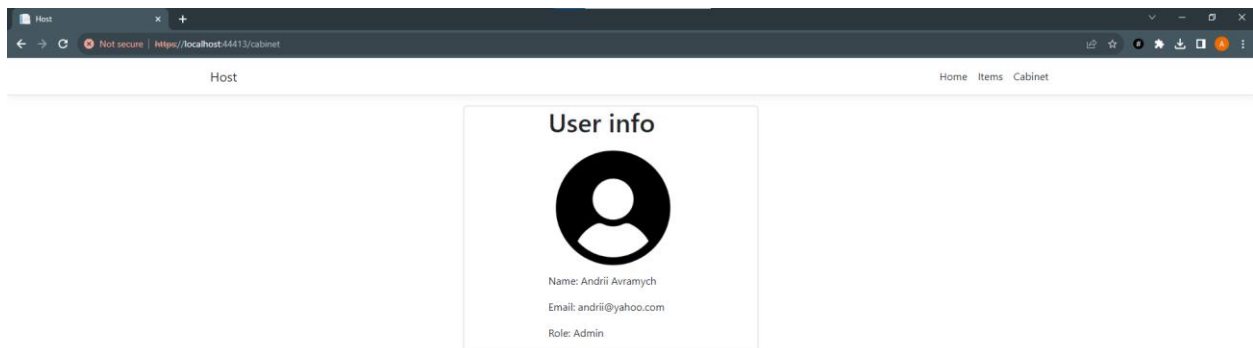 Host
Not secure | https://localhost:44413/cabinet
Host
Home Items Cabinet
User info
Name: Andrii Avramych
Email: andrii@yahoo.com
Role: Admin